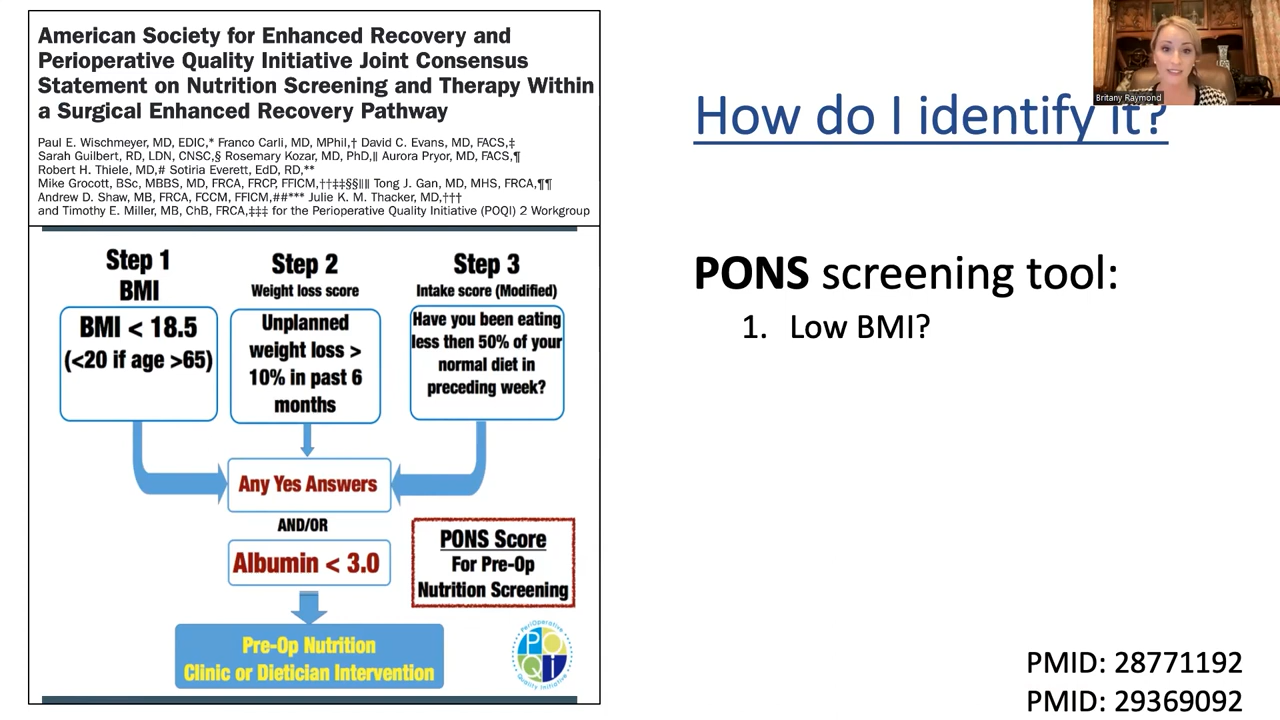 American Society for Enhanced Recovery and
Perioperative Quality Initiative Joint Consensus
Statement on Nutrition Screening and Therapy Within
a Surgical Enhanced Recovery Pathway
Paul E. Wischmeyer, MD, EDIC,* Franco Carli, MD, MPhil,† David C. Evans, MD, FACS,‡
Sarah Guilbert, RD, LDN, CNSC,§ Rosemary Kozar, MD, PhD,‖ Aurora Pryor, MD, FACS,¶
Robert H. Thiele, MD,# Sotiria Everett, EdD, RD,**
Mike Grocott, BSc, MBBS, MD, FRCA, FRCP, FFICM,††‡‡§§‖‖ Tong J. Gan, MD, MHS, FRCA,¶¶
Andrew D. Shaw, MB, FRCA, FCCM, FFICM,##*** Julie K. M. Thacker, MD,†††
and Timothy E. Miller, MB, ChB, FRCA,‡‡‡ for the Perioperative Quality Initiative (POQI) 2 Workgroup
Step 1
BMI
BMI < 18.5
(<20 if age >65)
Step 2
Weight loss score
Unplanned
weight loss >
10% in past 6
months
Step 3
Intake score (Modified)
Have you been eating
less then 50% of your
normal diet in
preceding week?
Any Yes Answers
AND/OR
Albumin < 3.0
PONS Score
For Pre-Op
Nutrition Screening
Pre-Op Nutrition
Clinic or Dietician Intervention
PeriOperative
POQi
Quality Initiative
Britany Raymond
How do I identify it?
PONS screening tool:
1. Low BMI?
PMID: 28771192
PMID: 29369092